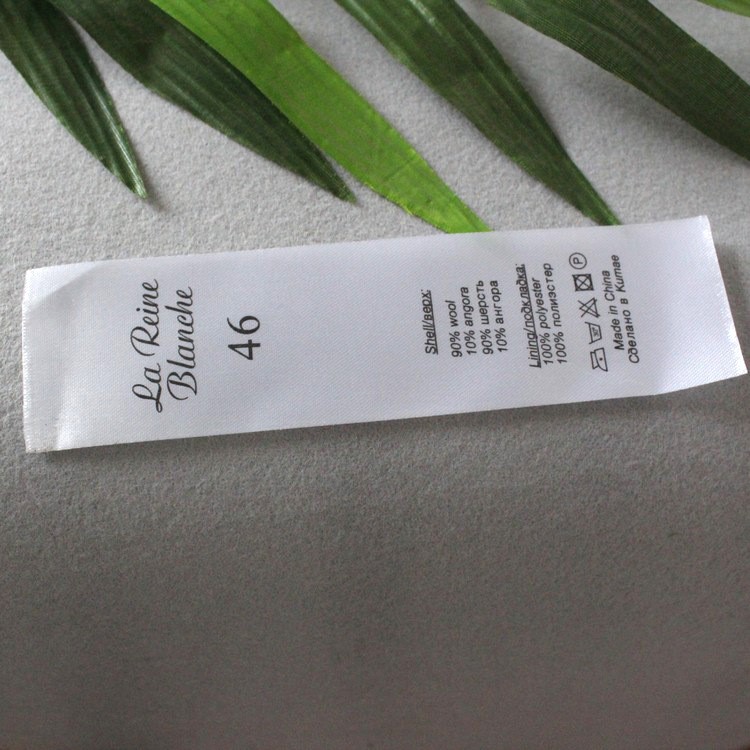 La Reine
Blanche
46
Shell/верх:
90% wool
10% angora
90% шерсть
10% ангора
Lining/подкладка:
100% polyester
100% полиэстер
P
Made in China
Сделано в Китае